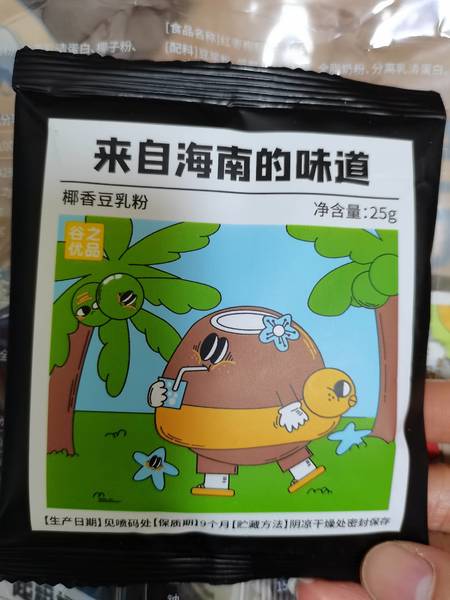 [食品名称]
[配料]
来自海南的味道
椰香豆乳粉
净含量:25g
谷之
优品
【生产日期】见喷码处【保质期】9个月【贮藏方法】阴凉干燥处密封保存